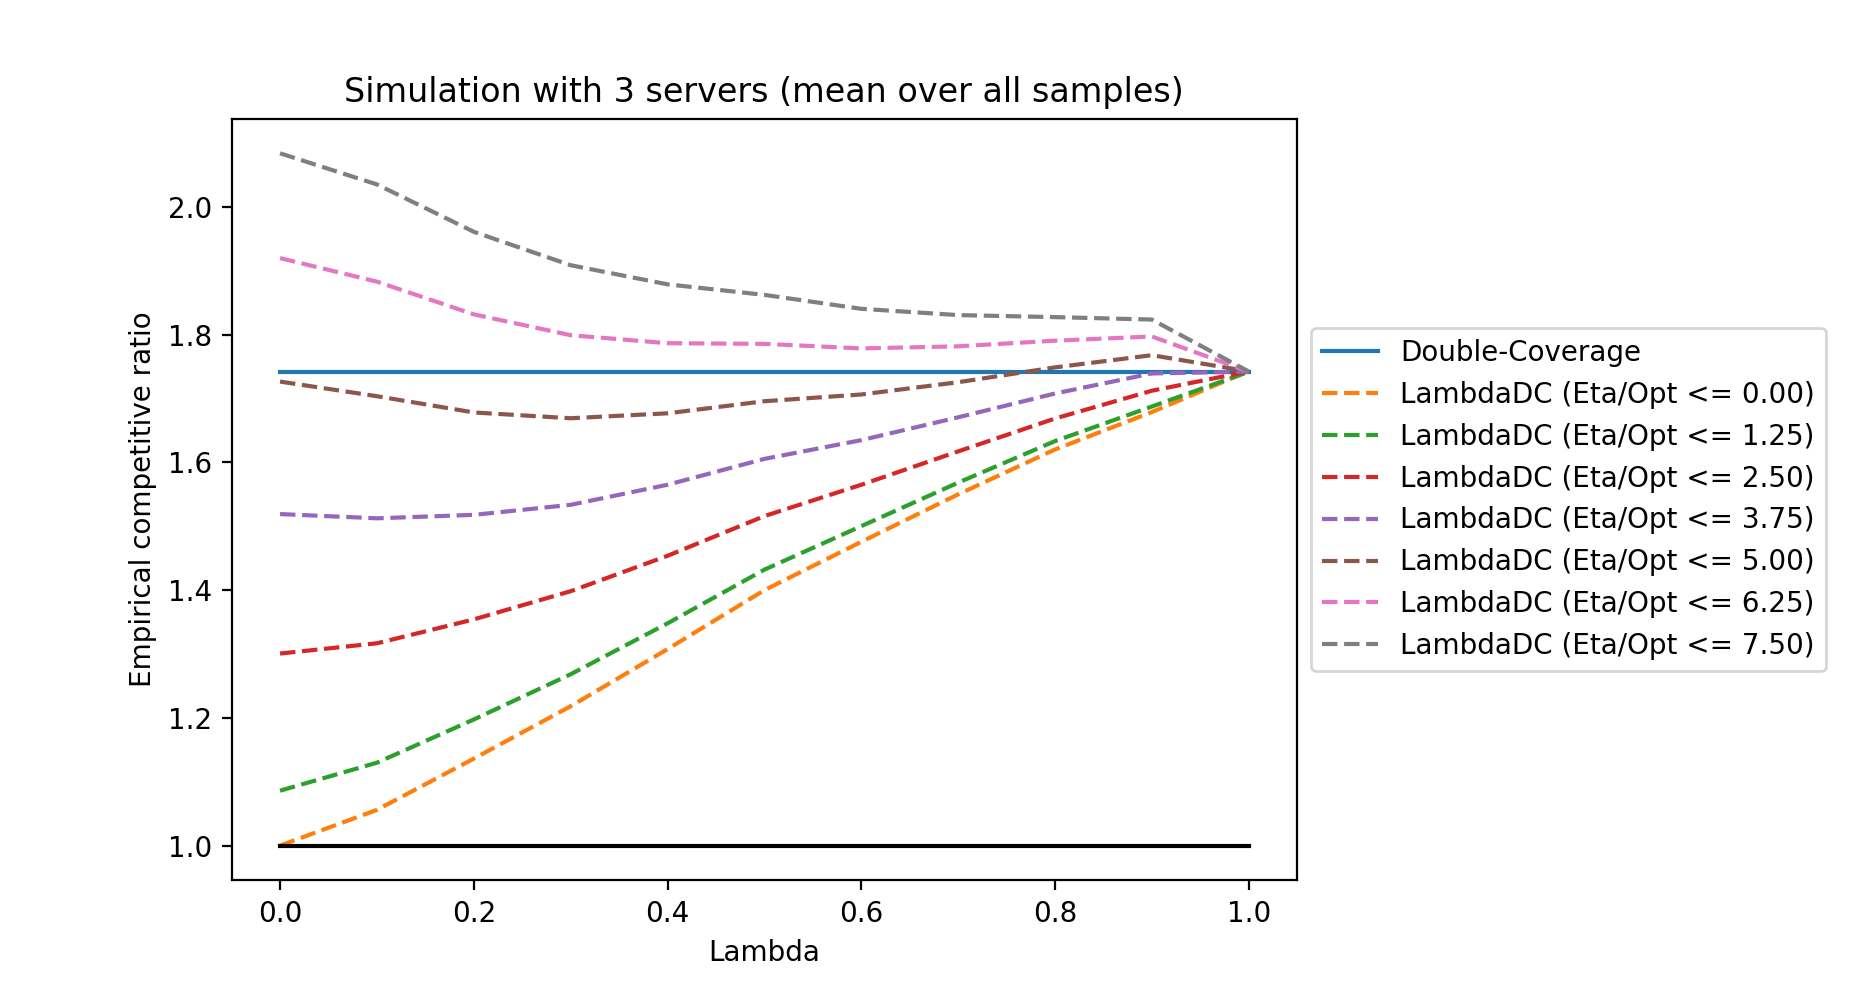 Simulation with 3 servers (mean over all samples)
Empirical competitive ratio
2.0
1.8
1.6
1.4
1.2
1.0
0.0 0.2 0.4 0.6 0.8 1.0
Lambda
Double-Coverage
LambdaDC (Eta/Opt <= 0.00)
LambdaDC (Eta/Opt <= 1.25)
LambdaDC (Eta/Opt <= 2.50)
LambdaDC (Eta/Opt <= 3.75)
LambdaDC (Eta/Opt <= 5.00)
LambdaDC (Eta/Opt <= 6.25)
LambdaDC (Eta/Opt <= 7.50)